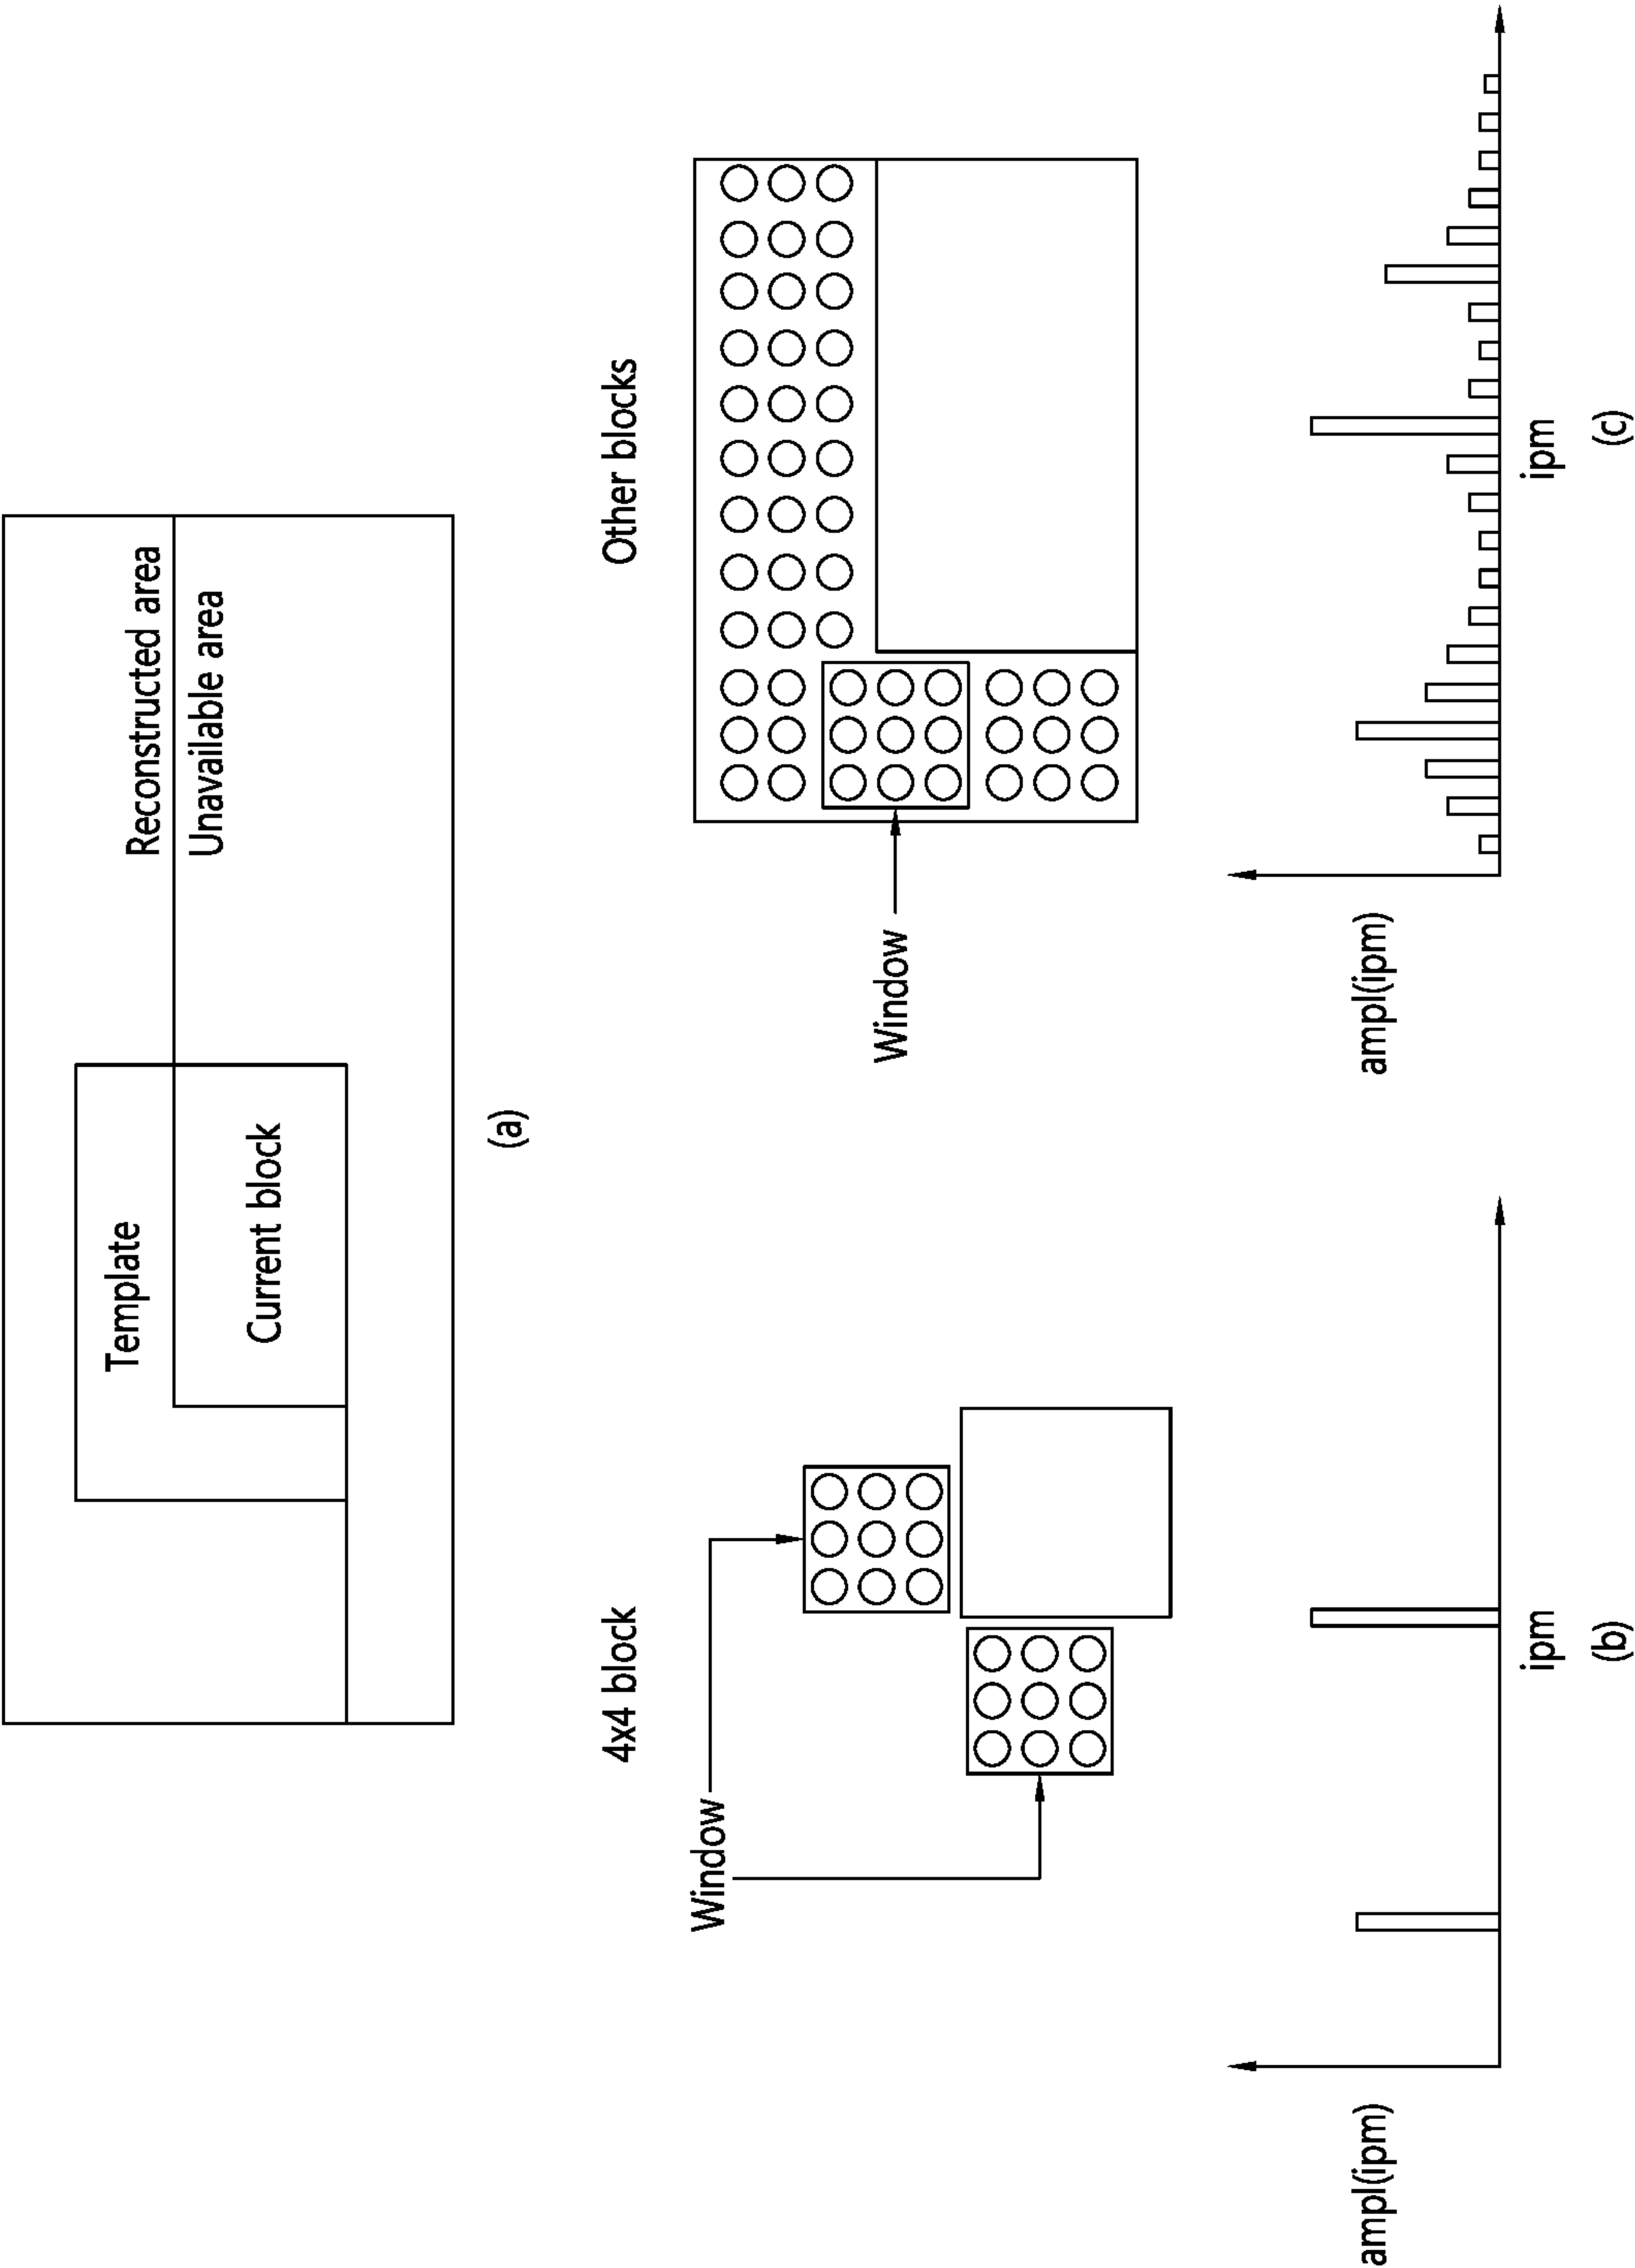 Template
Reconstructed area
Current block
Unavailable area
(a)
4x4 block
Window
ampl(ipm)
ipm
(b)
Other blocks
Window
ampl(ipm)
ipm
(c)